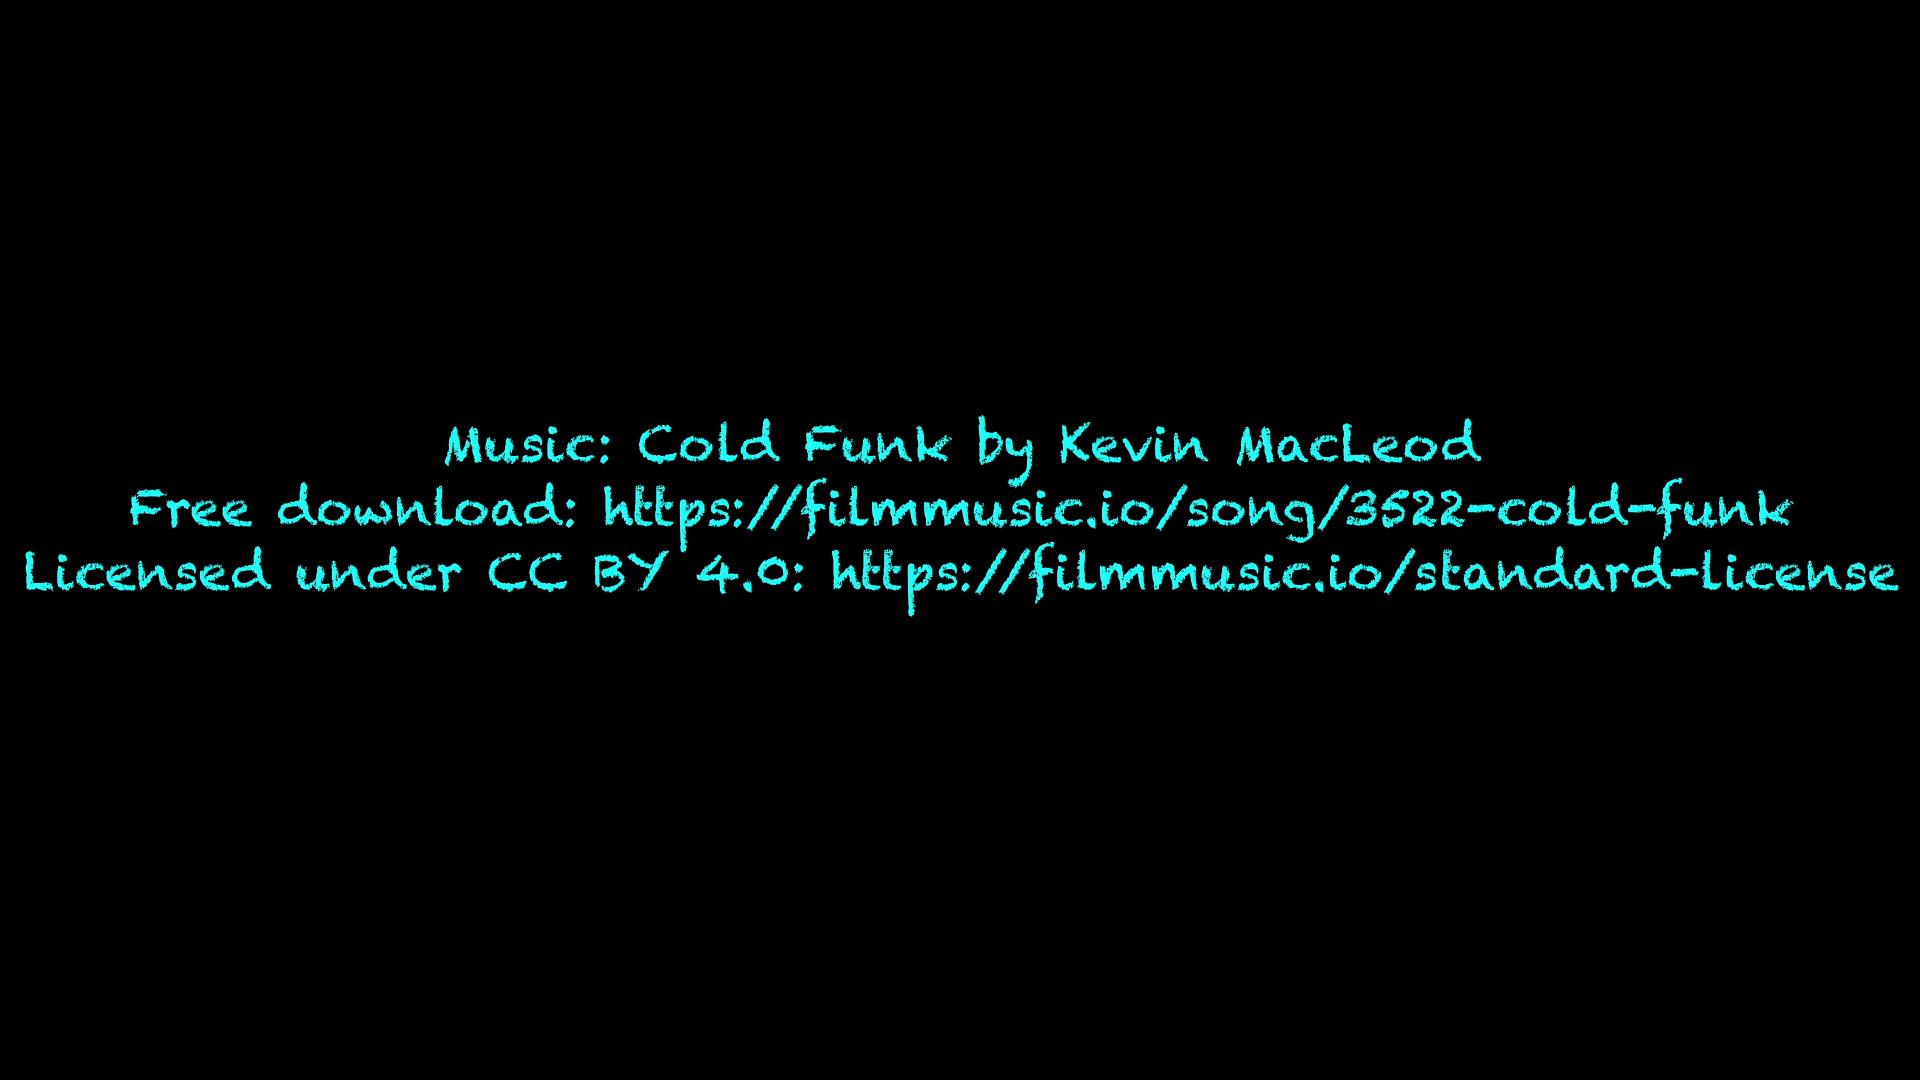 Music: Cold Funk by Kevin MacLeod
Free download: https://filmmusic.io/song/3522-cold-funk
Licensed under CC BY 4.0: https://filmmusic.io/standard-license